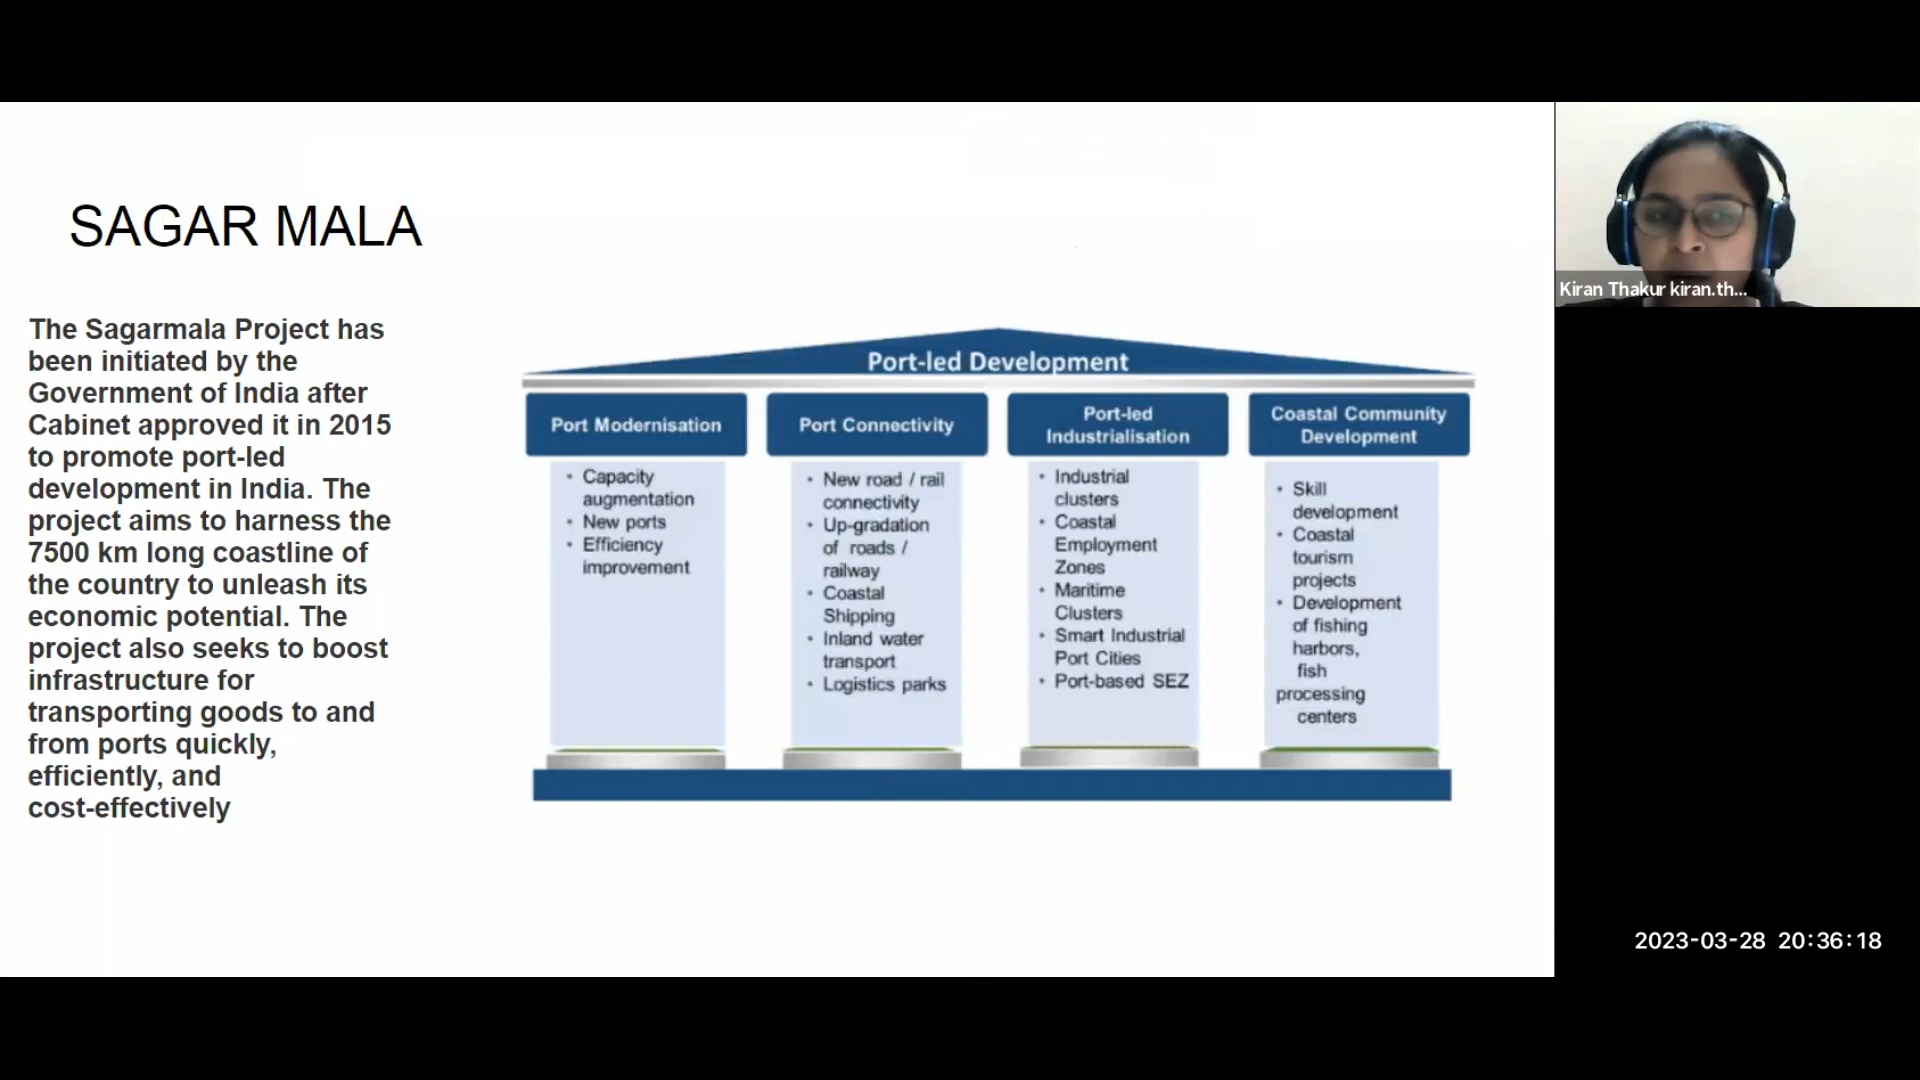 SAGAR MALA
The Sagarmala Project has
been initiated by the
Government of India after
Cabinet approved it in 2015
to promote port-led
development in India. The
project aims to harness the
7500 km long coastline of
the country to unleash its
economic potential. The
project also seeks to boost
infrastructure for
transporting goods to and
from ports quickly,
efficiently, and
cost-effectively
Port-led Development
Port Modernisation
• Capacity
augmentation
• New ports
• Efficiency
improvement
Port Connectivity
• New road / rail
connectivity
• Up-gradation
of roads /
railway
• Coastal
Shipping
• Inland water
transport
• Logistics parks
Port-led
Industrialisation
• Industrial
clusters
• Coastal
Employment
Zones
• Maritime
Clusters
• Smart Industrial
Port Cities
• Port-based SEZ
Coastal Community
Development
• Skill
development
• Coastal
tourism
projects
• Development
of fishing
harbors,
fish
processing
centers
Kiran Thakur kiran.th...
2023-03-28 20:36:18